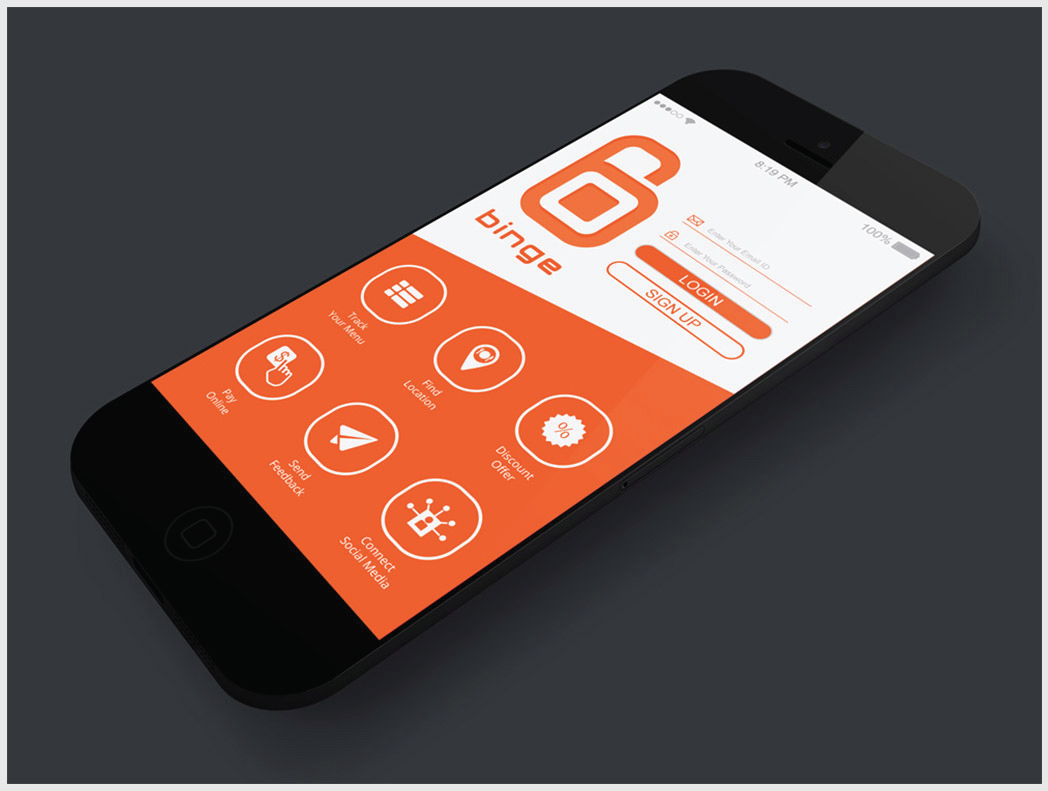 8:19 PM
100%
binge
Enter Your Email ID
Enter Your Password
LOGIN
SIGN UP
Track
Your Menu
Find
Location
Discount
Offer
Pay
Online
Send
Feedback
Connect
Social Media
$
%